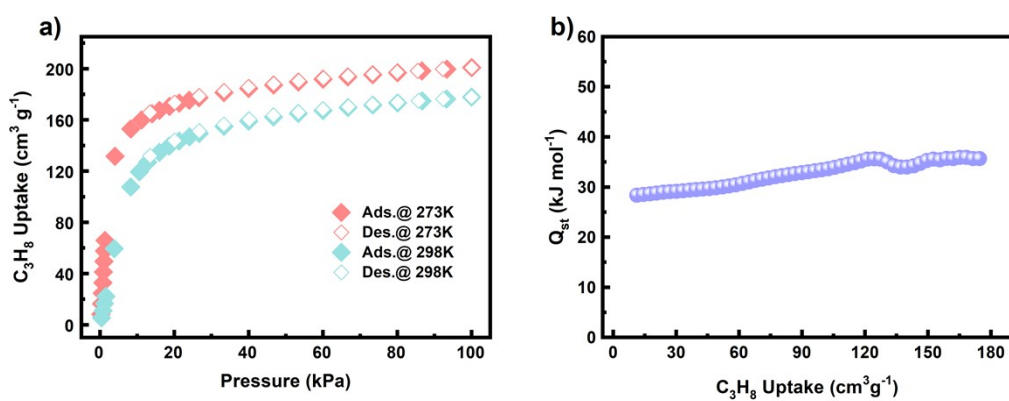 a)
C₃H₈ Uptake (cm³ g⁻¹)
200
160
120
80
40
0
Ads.@ 273K
Des.@ 273K
Ads.@ 298K
Des.@ 298K
0 20 40 60 80 100
Pressure (kPa)
b)
Qst (kJ mol⁻¹)
60
50
40
30
20
10
0
0 30 60 90 120 150 180
C₃H₈ Uptake (cm³g⁻¹)